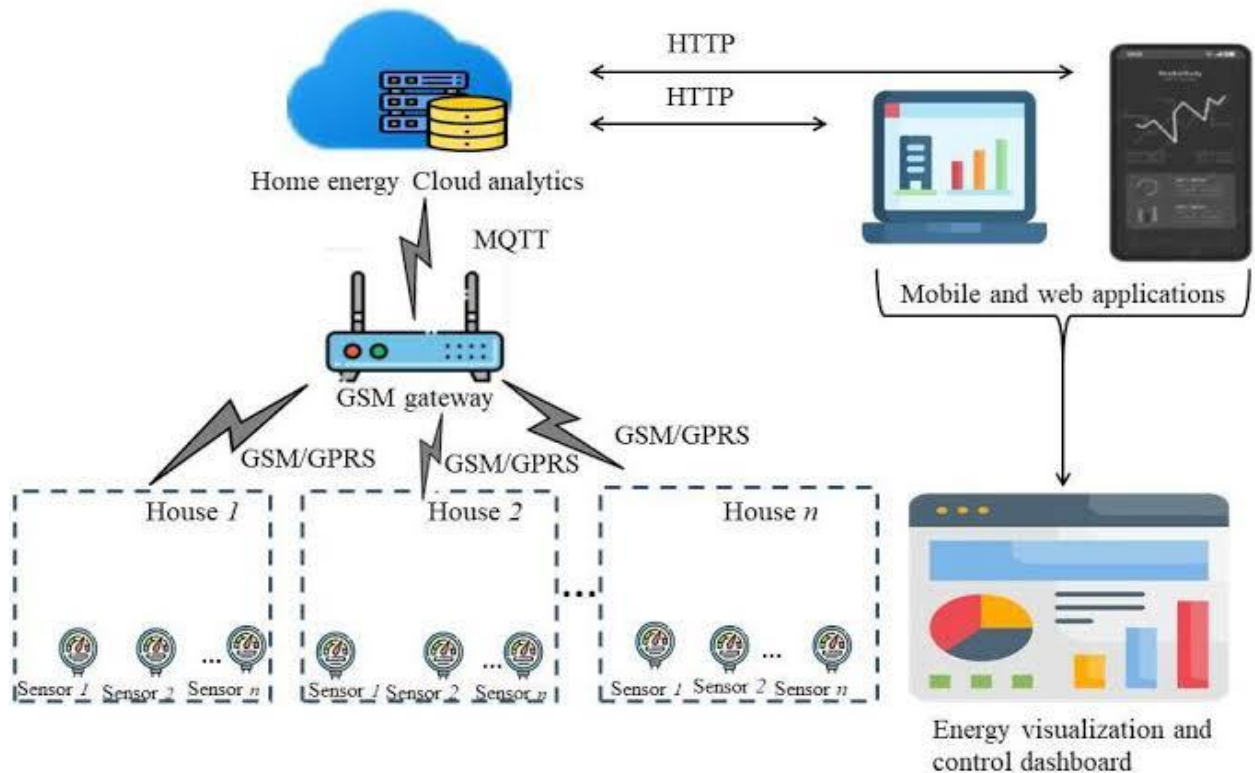 HTTP
HTTP
Home energy Cloud analytics
MQTT
Mobile and web applications
GSM gateway
GSM/GPRS
GSM/GPRS
GSM/GPRS
House 1
House 2
House n
...
Sensor 1
Sensor 2
...
Sensor n
Sensor 1
Sensor 2
...
Sensor n
Sensor 1
Sensor 2
...
Sensor n
Energy visualization and
control dashboard